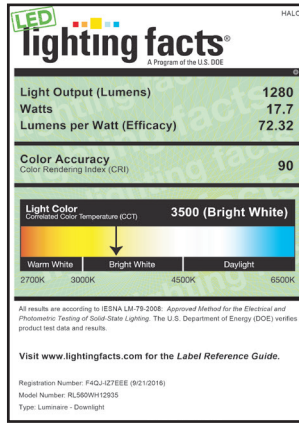 HALO
LED
lighting facts®
A Program of the U.S. DOE
Light Output (Lumens) 1280
Watts 17.7
Lumens per Watt (Efficacy) 72.32
Color Accuracy
Color Rendering Index (CRI) 90
Light Color
Correlated Color Temperature (CCT) 3500 (Bright White)
Warm White Bright White Daylight
2700K 3000K 4500K 6500K
All results are according to IESNA LM-79-2008: Approved Method for the Electrical and
Photometric Testing of Solid-State Lighting. The U.S. Department of Energy (DOE) verifies
product test data and results.
Visit www.lightingfacts.com for the Label Reference Guide.
Registration Number: F4QJ-IZ7EEE (9/21/2016)
Model Number: RL560WH12935
Type: Luminaire - Downlight